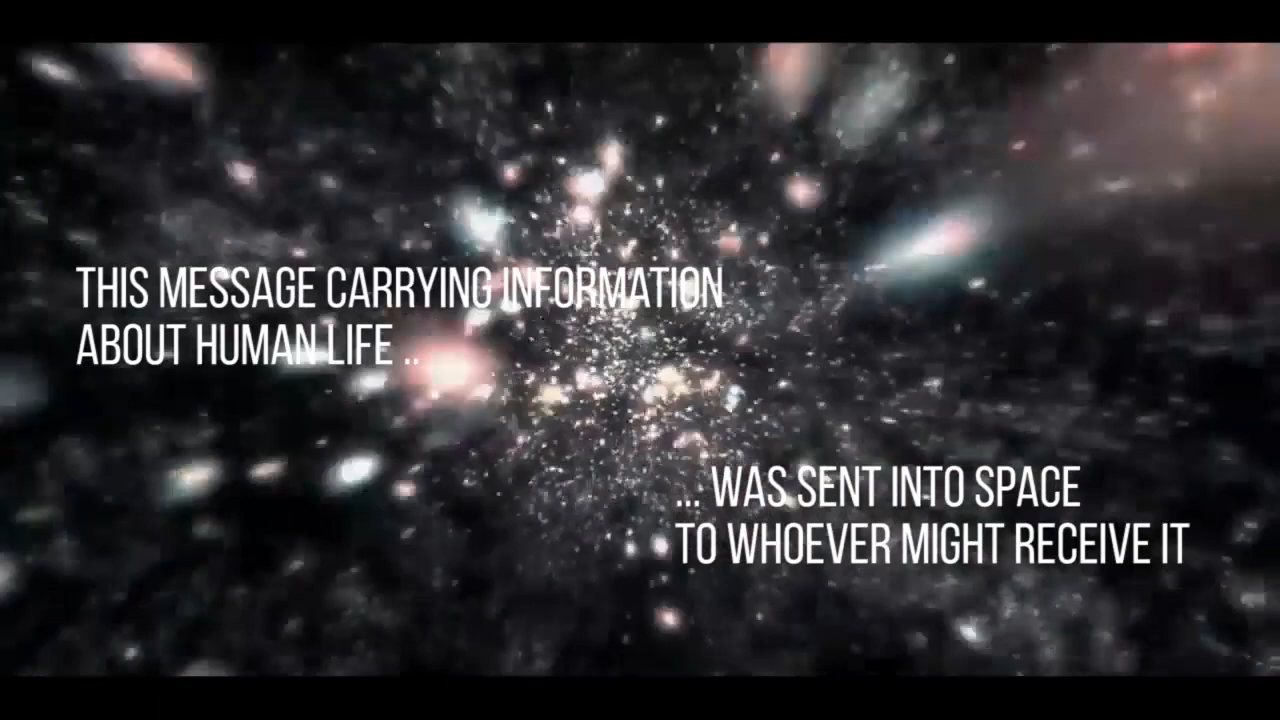 THIS MESSAGE CARRYING INFORMATION
ABOUT HUMAN LIFE ..
... WAS SENT INTO SPACE
TO WHOEVER MIGHT RECEIVE IT